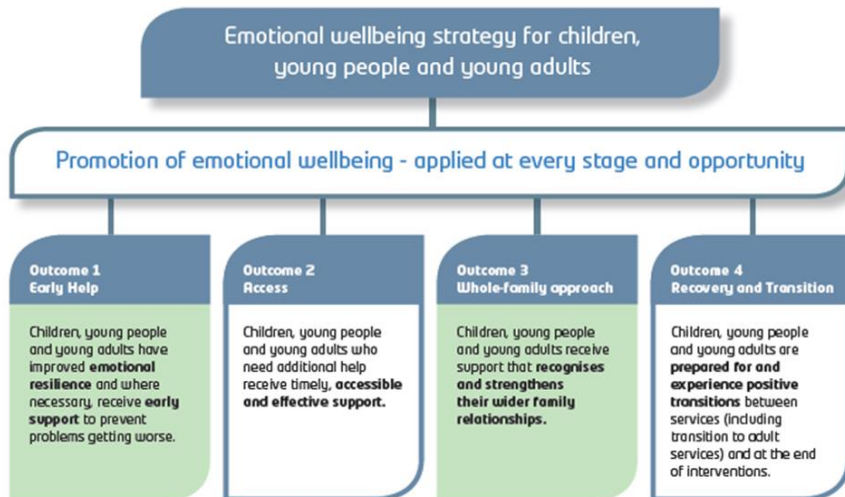 Emotional wellbeing strategy for children,
young people and young adults
Promotion of emotional wellbeing - applied at every stage and opportunity
Outcome 1
Early Help
Children, young people
and young adults have
improved emotional
resilience and where
necessary, receive early
support to prevent
problems getting worse.
Outcome 2
Access
Children, young people
and young adults who
need additional help
receive timely, accessible
and effective support.
Outcome 3
Whole-family approach
Children, young people
and young adults receive
support that recognises
and strengthens
their wider family
relationships.
Outcome 4
Recovery and Transition
Children, young people
and young adults are
prepared for and
experience positive
transitions between
services (including
transition to adult
services) and at the end
of interventions.